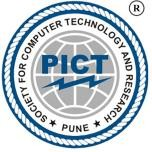 ®
SOCIETY FOR COMPUTER TECHNOLOGY AND RESEARCH
PICT
★ PUNE ★